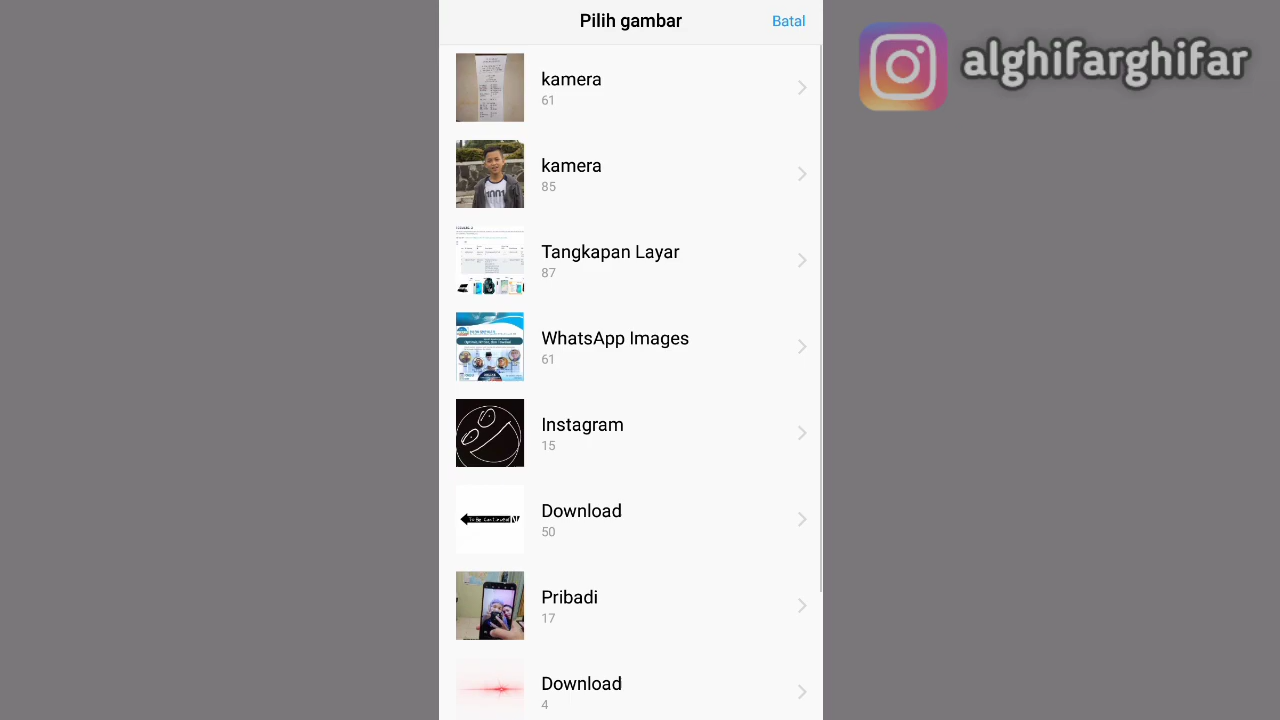 Pilih gambar
Batal
alghifarghifar
kamera
61
kamera
85
1001
Tangkapan Layar
87
WhatsApp Images
61
Instagram
15
Download
50
Pribadi
17
Download
4